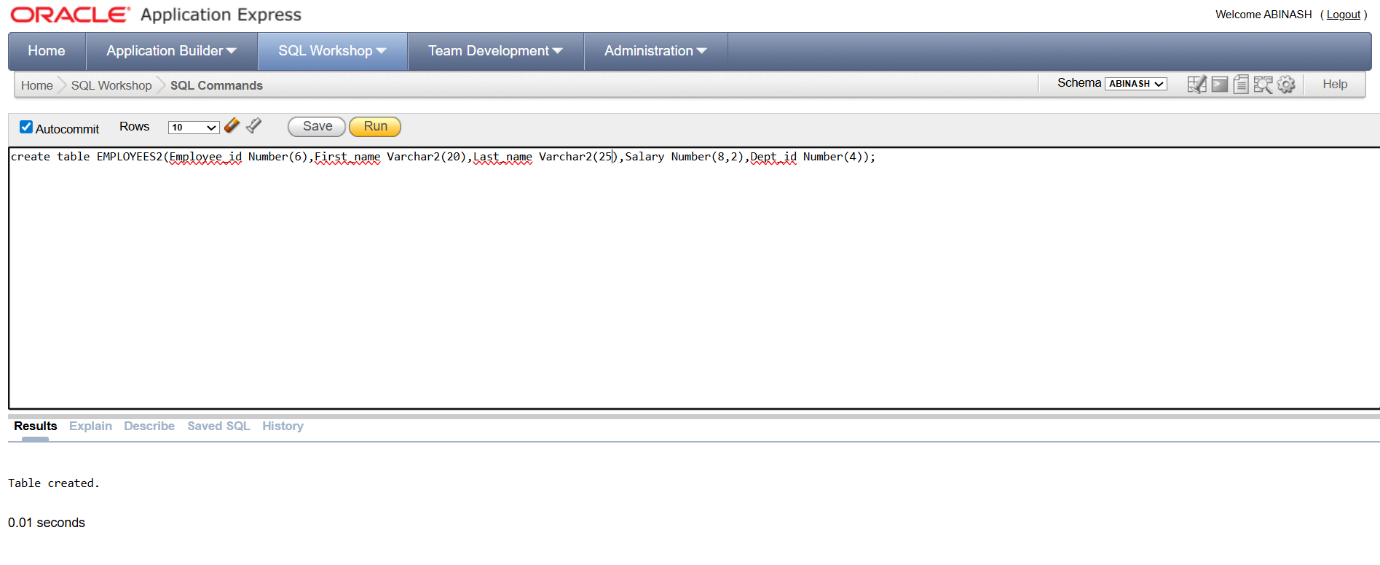 ORACLE® Application Express
Welcome ABINASH ( Logout )
Home Application Builder SQL Workshop Team Development Administration
Home SQL Workshop SQL Commands Schema ABINASH Help
Autocommit Rows 10 Save Run
create table EMPLOYEES2(Employee_id Number(6),First_name Varchar2(20),Last_name Varchar2(25),Salary Number(8,2),Dept_id Number(4));
Results Explain Describe Saved SQL History
Table created.
0.01 seconds